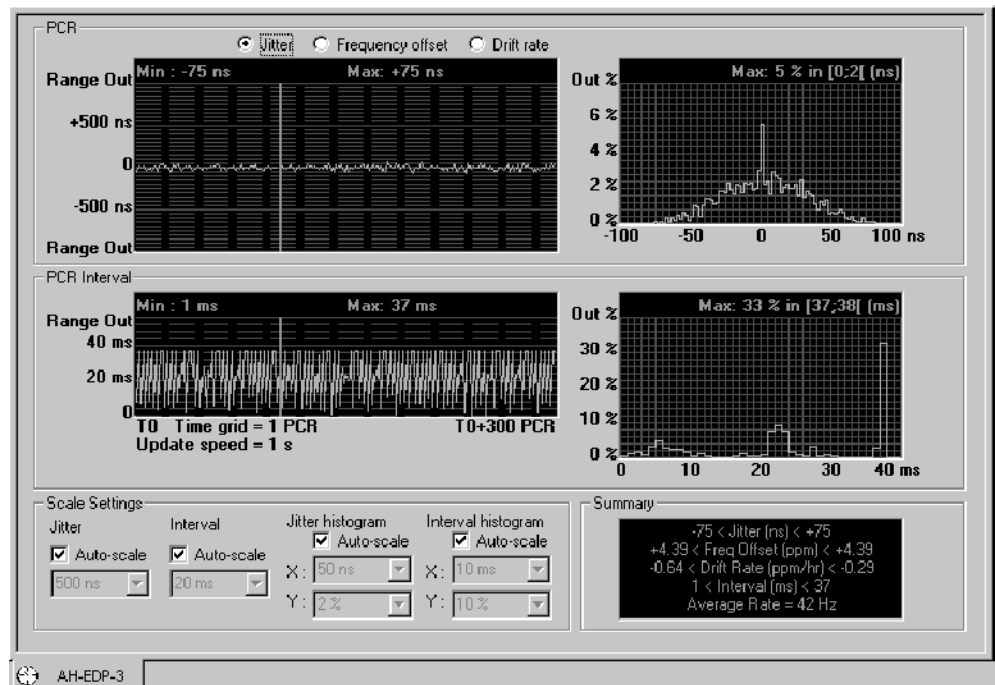 PCR
Jitter Frequency offset Drift rate
Min : -75 ns Max: +75 ns
Range Out
+500 ns
0
-500 ns
Range Out
Max: 5 % in [0;2[ (ns)
Out %
6 %
4 %
2 %
0 %
-100 -50 0 50 100 ns
PCR Interval
Min : 1 ms Max: 37 ms
Range Out
40 ms
20 ms
0
T0 Time grid = 1 PCR T0+300 PCR
Update speed = 1 s
Max: 33 % in [37;38[ (ms)
Out %
30 %
20 %
10 %
0 %
0 10 20 30 40 ms
Scale Settings
Jitter
Auto-scale
500 ns
Interval
Auto-scale
20 ms
Jitter histogram
Auto-scale
X : 50 ns
Y : 2 %
Interval histogram
Auto-scale
X : 10 ms
Y : 10 %
Summary
-75 < Jitter (ns) < +75
+4.39 < Freq Offset (ppm) < +4.39
-0.64 < Drift Rate (ppm/hr) < -0.29
1 < Interval (ms) < 37
Average Rate = 42 Hz
AH-EDP-3